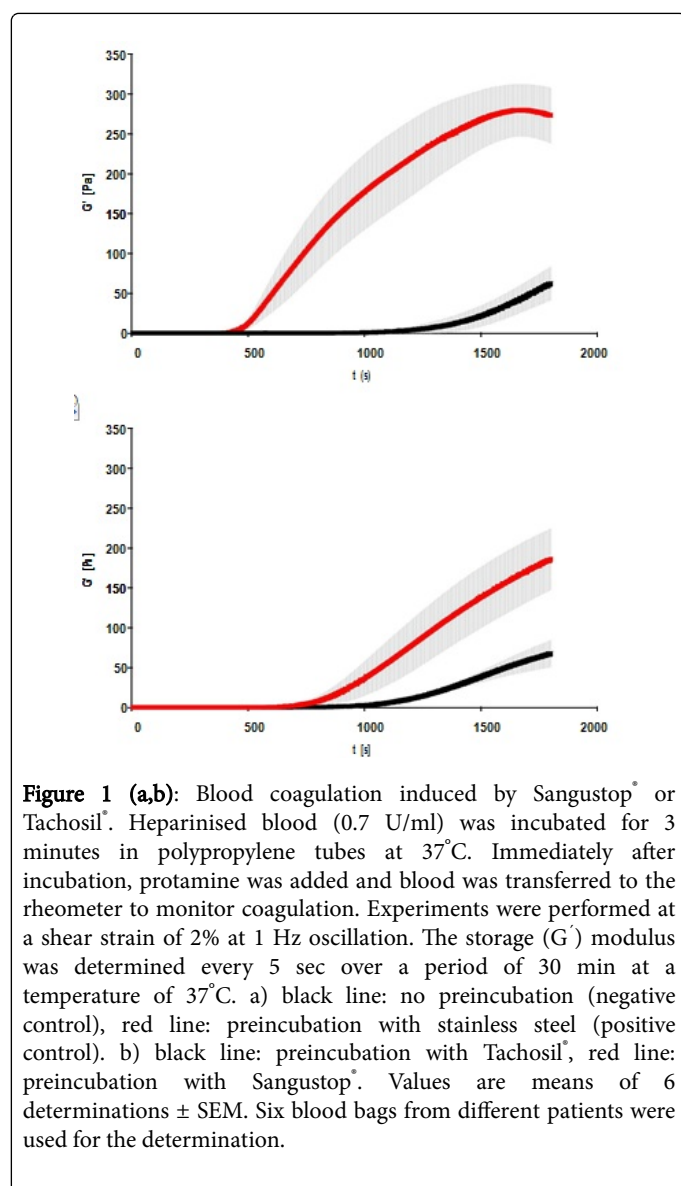 350
300
250
200
150
100
50
0
G' [Pa]
0 500 1000 1500 2000
t (s)
350
300
250
200
150
100
50
0
0 500 1000 1500 2000
t [s]
Figure 1 (a,b): Blood coagulation induced by Sangustop® or
Tachosil®. Heparinised blood (0.7 U/ml) was incubated for 3
minutes in polypropylene tubes at 37°C. Immediately after
incubation, protamine was added and blood was transferred to the
rheometer to monitor coagulation. Experiments were performed at
a shear strain of 2% at 1 Hz oscillation. The storage (G′) modulus
was determined every 5 sec over a period of 30 min at a
temperature of 37°C. a) black line: no preincubation (negative
control), red line: preincubation with stainless steel (positive
control). b) black line: preincubation with Tachosil®, red line:
preincubation with Sangustop®. Values are means of 6
determinations ± SEM. Six blood bags from different patients were
used for the determination.